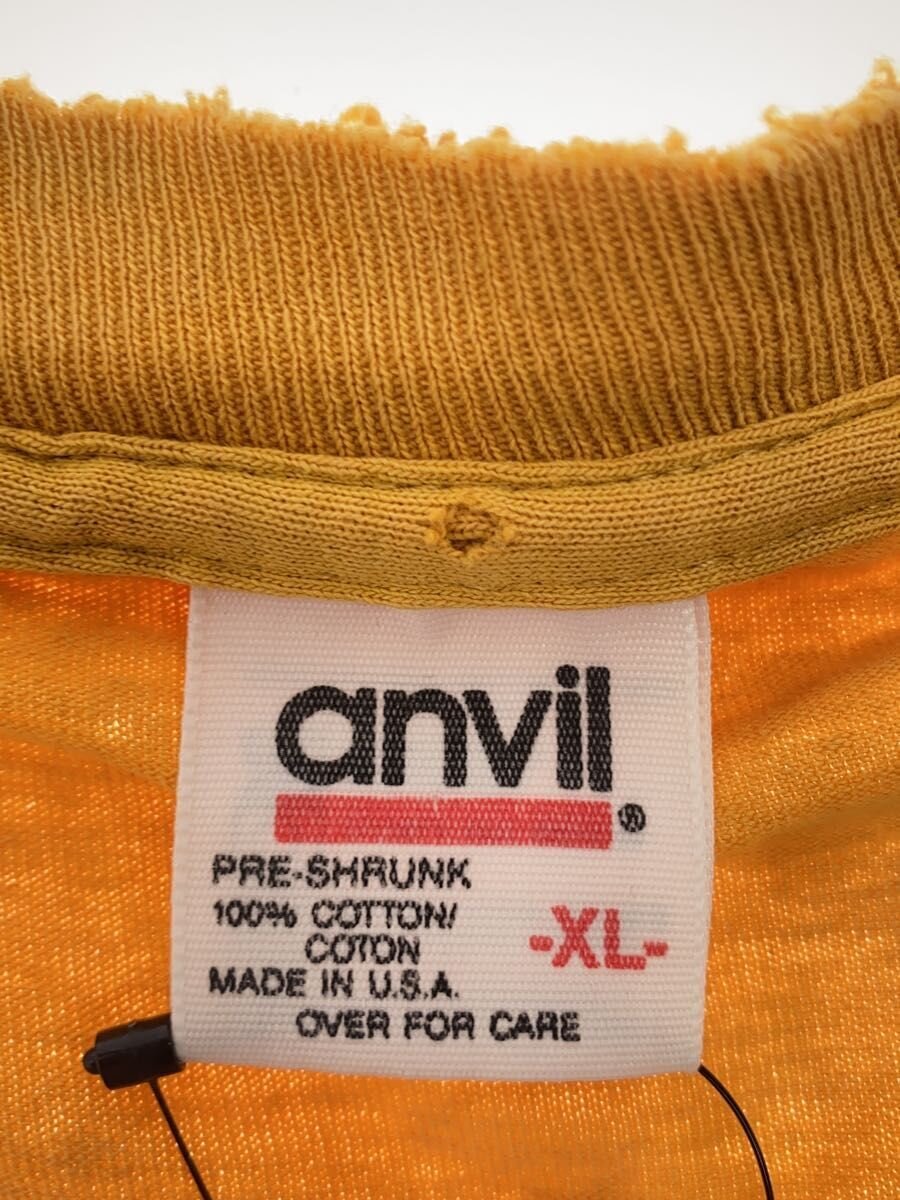 anvil®
PRE-SHRUNK
100% COTTON/
COTON
-XL-
MADE IN U.S.A.
OVER FOR CARE